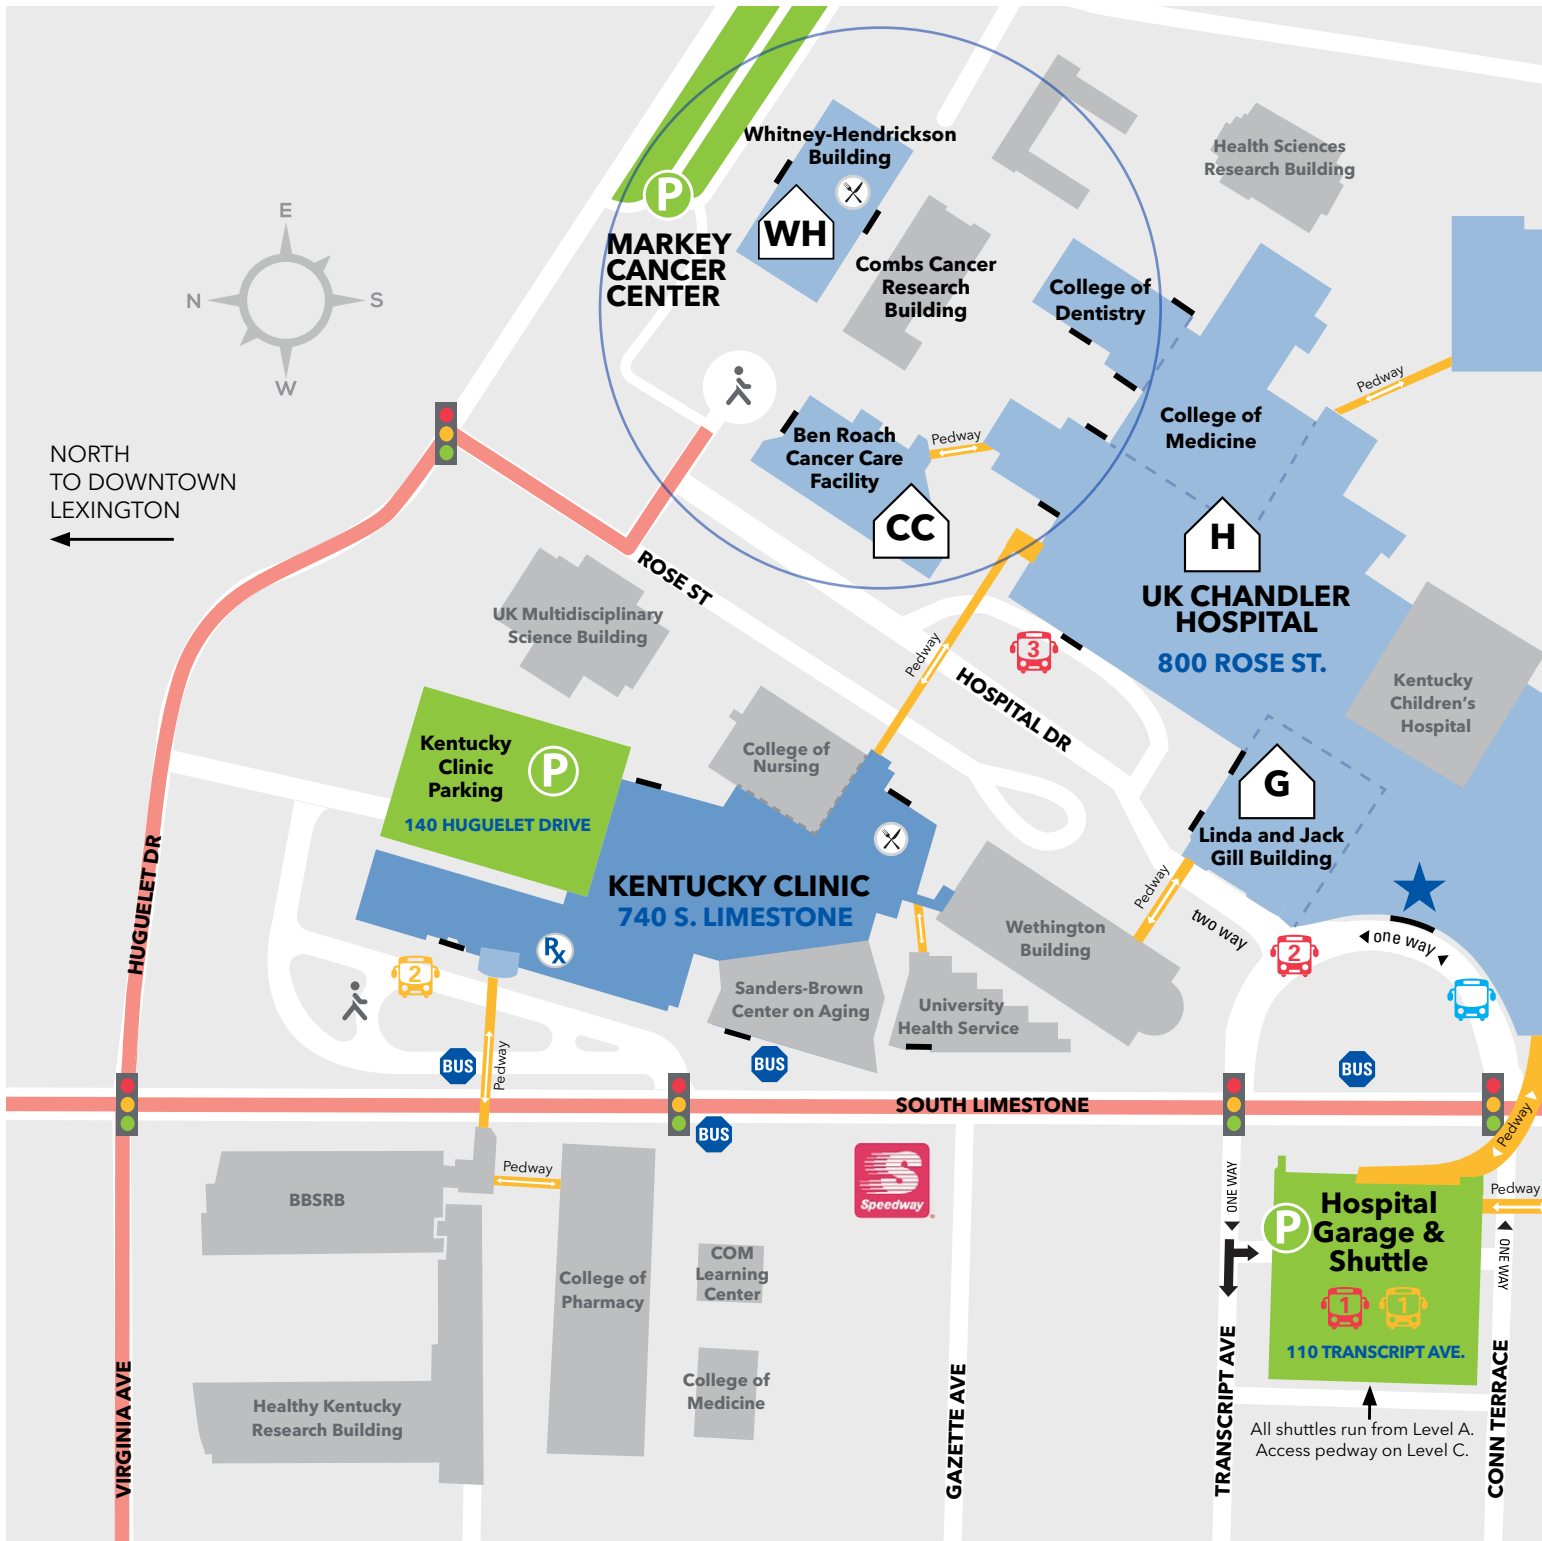 Whitney-Hendrickson
Building
WH
P
MARKEY
CANCER
CENTER
Health Sciences
Research Building
Combs Cancer
Research
Building
College of
Dentistry
E
N
S
W
NORTH
TO DOWNTOWN
LEXINGTON
Pedway
College of
Medicine
Ben Roach
Cancer Care
Facility
Pedway
CC
H
UK CHANDLER
HOSPITAL
800 ROSE ST.
ROSE ST
UK Multidisciplinary
Science Building
Pedway
3
HOSPITAL DR
Kentucky
Children's
Hospital
Kentucky
Clinic
Parking
P
140 HUGUELET DRIVE
College of
Nursing
G
Linda and Jack
Gill Building
HUGUELET DR
KENTUCKY CLINIC
740 S. LIMESTONE
Rx
2
Pedway
Wethington
Building
two way
2
one way
Sanders-Brown
Center on Aging
University
Health Service
Pedway
BUS
BUS
BUS
BUS
SOUTH LIMESTONE
Pedway
BBSRB
Pedway
S
Speedway
ONE WAY
P
Hospital
Garage &
Shuttle
1
1
110 TRANSCRIPT AVE.
Pedway
ONE WAY
COM
Learning
Center
College of
Pharmacy
College of
Medicine
Healthy Kentucky
Research Building
VIRGINIA AVE
GAZETTE AVE
TRANSCRIPT AVE
CONN TERRACE
All shuttles run from Level A.
Access pedway on Level C.